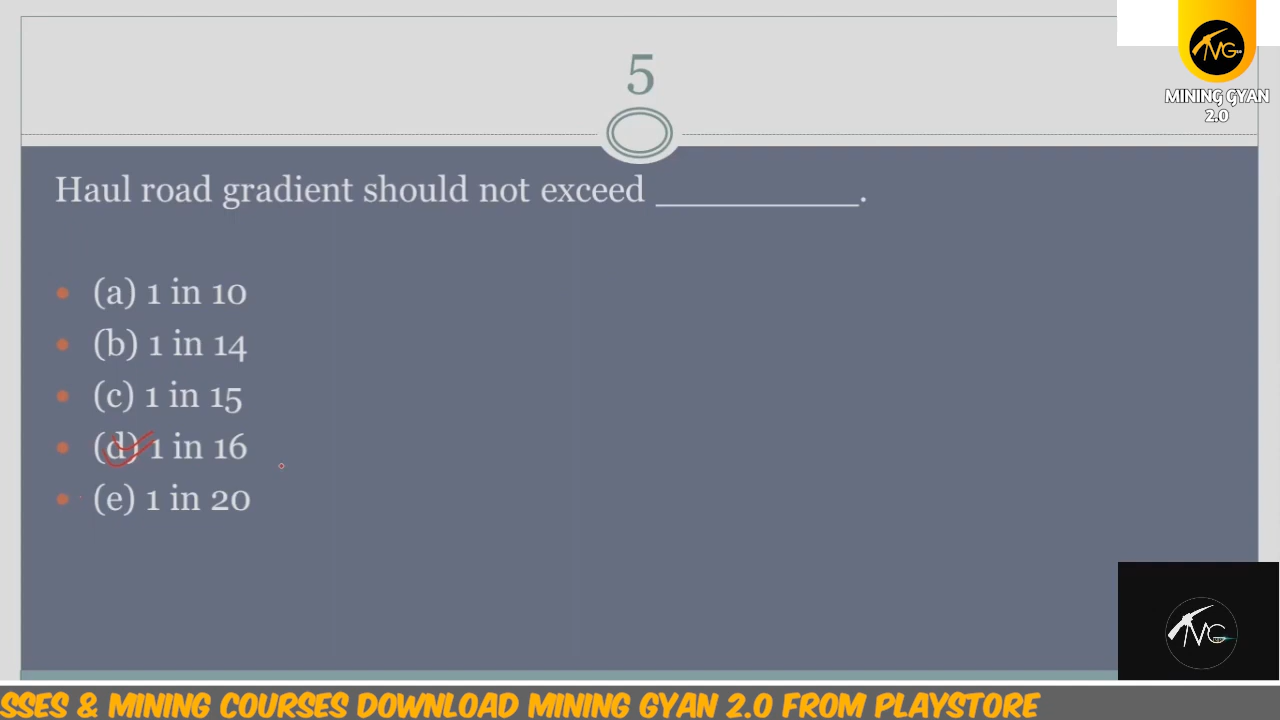 5
MINING GYAN
2.0
Haul road gradient should not exceed ___________.
• (a) 1 in 10
• (b) 1 in 14
• (c) 1 in 15
• (d) 1 in 16
• (e) 1 in 20
SSES & MINING COURSES DOWNLOAD MINING GYAN 2.0 FROM PLAYSTORE